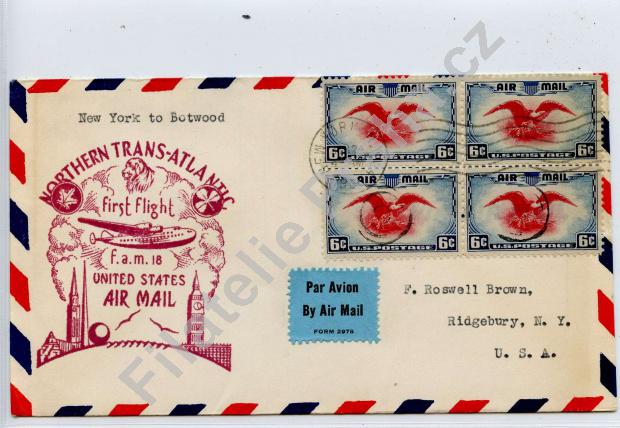 AIR MAIL
AIR MAIL
New York to Botwood
6¢ 6¢
U.S.POSTAGE
6¢ 6¢
U.S.POSTAGE
NORTHERN TRANS-ATLANTIC
first flight
f.a.m. 18
UNITED STATES
AIR MAIL
AIR MAIL
AIR MAIL
6¢ 6¢
U.S.POSTAGE
6¢ 6¢
U.S.POSTAGE
Par Avion
By Air Mail
FORM 2978
F. Roswell Brown,
Ridgebury, N. Y.
U. S. A.